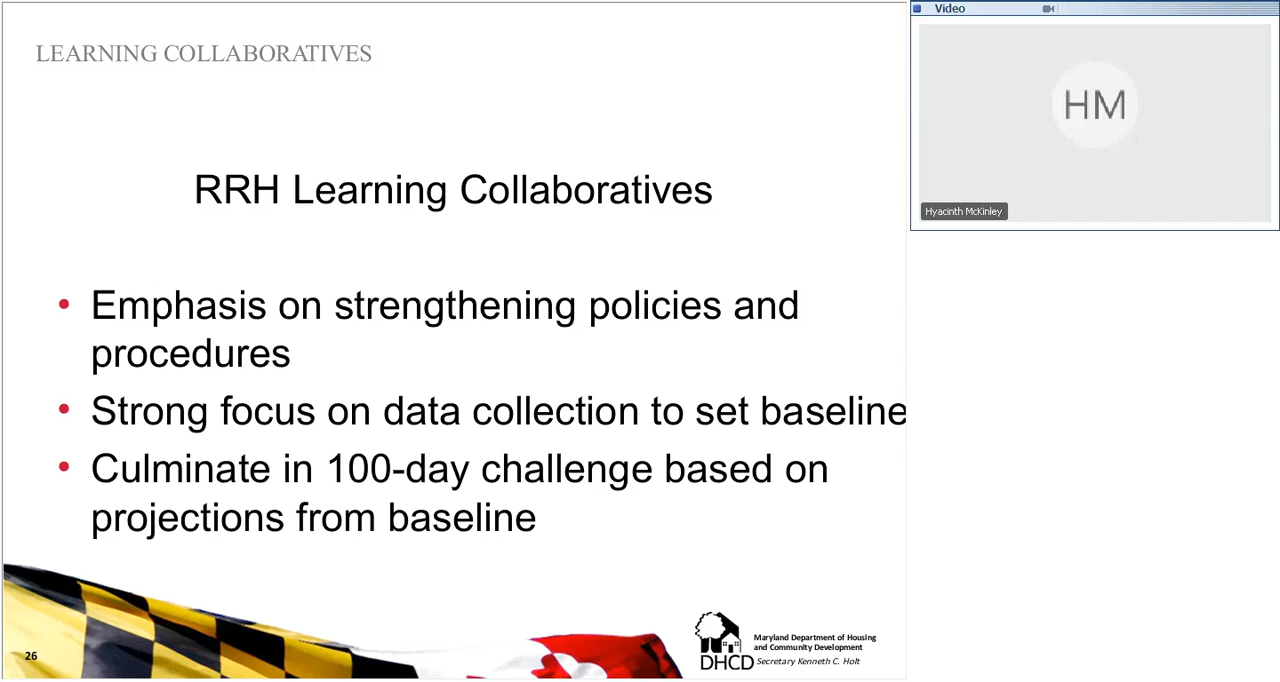 LEARNING COLLABORATIVES
RRH Learning Collaboratives
• Emphasis on strengthening policies and
procedures
• Strong focus on data collection to set baseline
• Culminate in 100-day challenge based on
projections from baseline
26
DHCD
Maryland Department of Housing
and Community Development
Secretary Kenneth C. Holt
Video
HM
Hyacinth McKinley